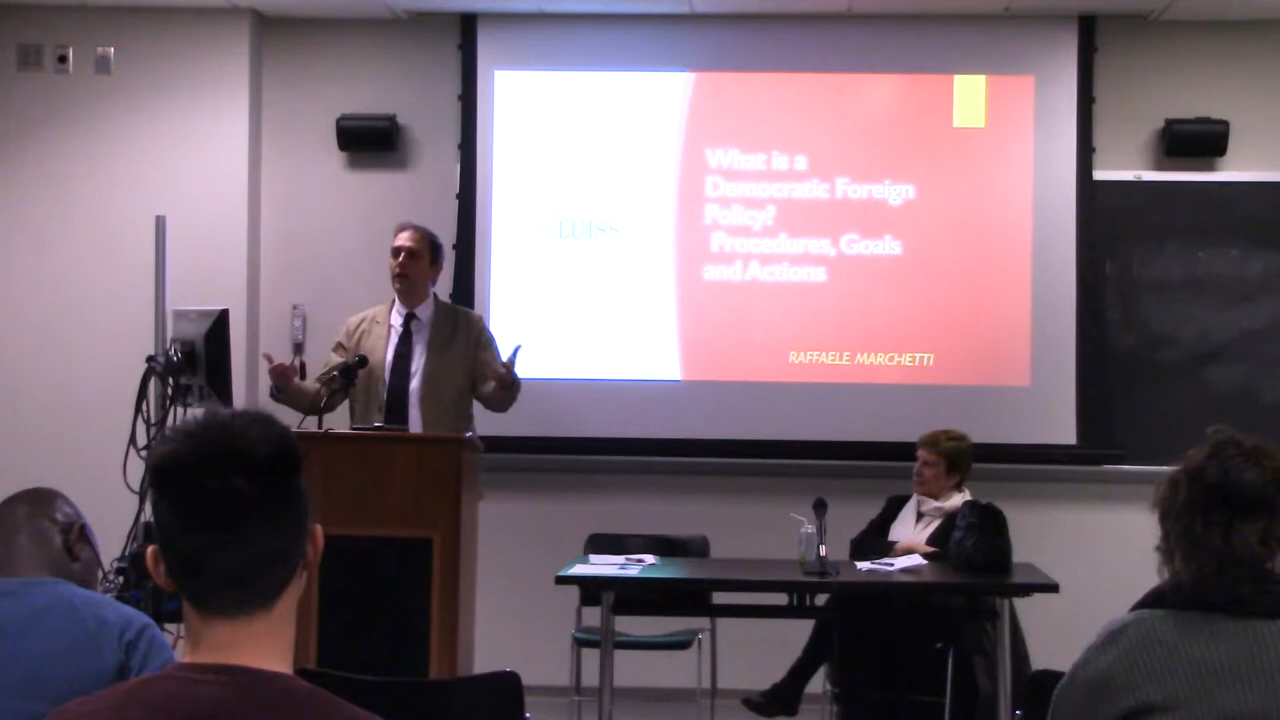 LUISS
What is a
Democratic Foreign
Policy?
Procedures, Goals
and Actions
RAFFAELE MARCHETTI